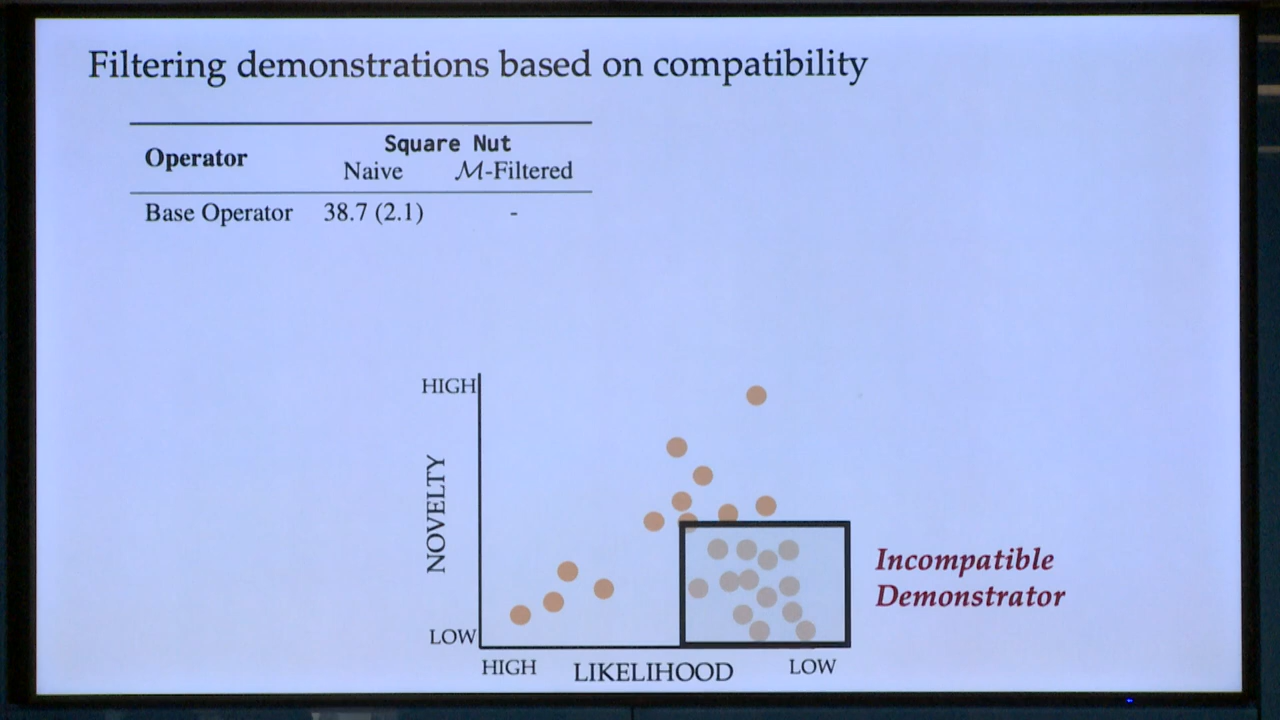 Filtering demonstrations based on compatibility
Operator
Square Nut
Naive
M-Filtered
Base Operator 38.7 (2.1) -
HIGH
NOVELTY
LOW
HIGH LIKELIHOOD LOW
Incompatible
Demonstrator